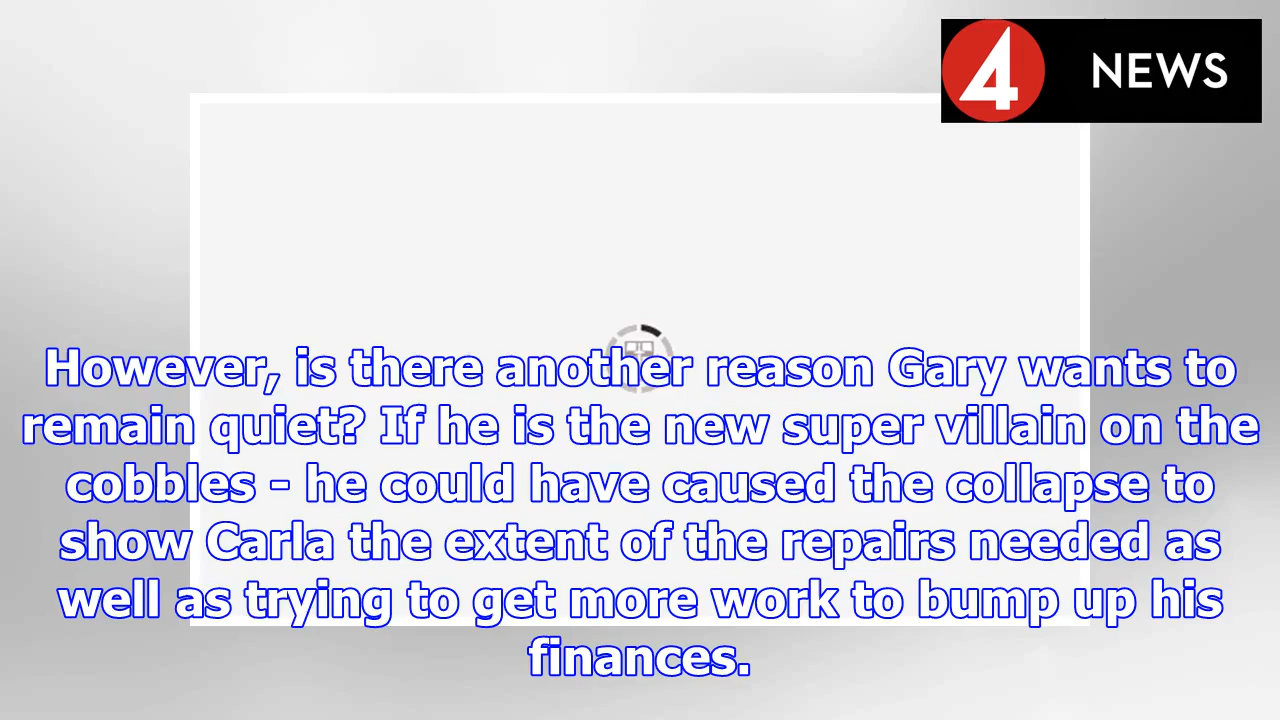 4 NEWS
However, is there another reason Gary wants to
remain quiet? If he is the new super villain on the
cobbles - he could have caused the collapse to
show Carla the extent of the repairs needed as
well as trying to get more work to bump up his
finances.